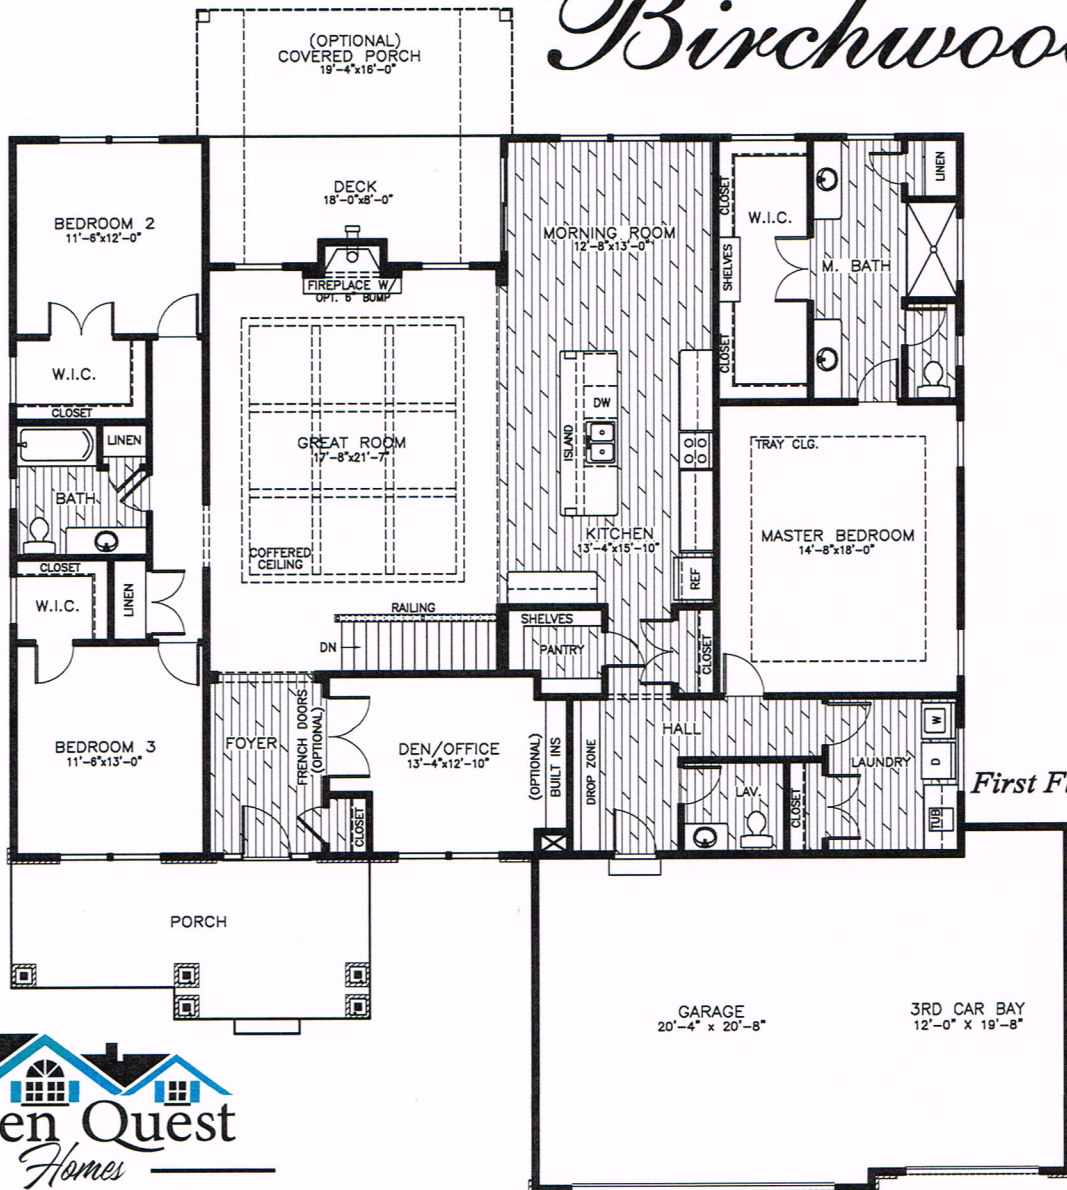 Birchwood
(OPTIONAL)
COVERED PORCH
19'-4"x16'-0"
DECK
18'-0"x8'-0"
BEDROOM 2
11'-6"x12'-0"
MORNING ROOM
12'-8"x13'-0"
CLOSET
W.I.C.
SHELVES
CLOSET
M. BATH
LINEN
FIREPLACE W/
OPT. 6" BUMP
W.I.C.
CLOSET
LINEN
BATH
GREAT ROOM
17'-8"x21'-7"
COFFERED
CEILING
DW
ISLAND
KITCHEN
13'-4"x15'-10"
REF
TRAY CLG.
MASTER BEDROOM
14'-8"x18'-0"
CLOSET
W.I.C.
LINEN
RAILING
DN
SHELVES
PANTRY
CLOSET
BEDROOM 3
11'-6"x13'-0"
FOYER
FRENCH DOORS
(OPTIONAL)
CLOSET
DEN/OFFICE
13'-4"x12'-10"
(OPTIONAL)
BUILT INS
DROP ZONE
HALL
LAV.
CLOSET
LAUNDRY
W
D
TUB
First F
PORCH
GARAGE
20'-4" x 20'-8"
3RD CAR BAY
12'-0" X 19'-8"
en Quest
Homes